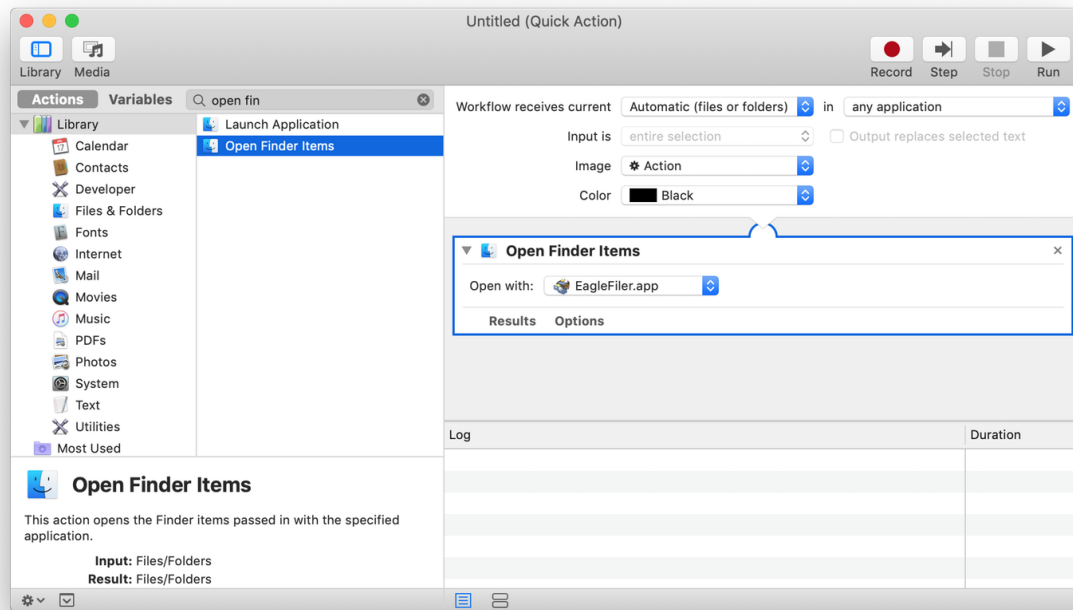 Untitled (Quick Action)
Library Media
Record Step Stop Run
Actions Variables open fin
Library
Calendar
Contacts
Developer
Files & Folders
Fonts
Internet
Mail
Movies
Music
PDFs
Photos
System
Text
Utilities
Most Used
Launch Application
Open Finder Items
Workflow receives current Automatic (files or folders) in any application
Input is entire selection Output replaces selected text
Image Action
Color Black
Open Finder Items
Open with: EagleFiler.app
Results Options
Log Duration
Open Finder Items
This action opens the Finder items passed in with the specified
application.
Input: Files/Folders
Result: Files/Folders